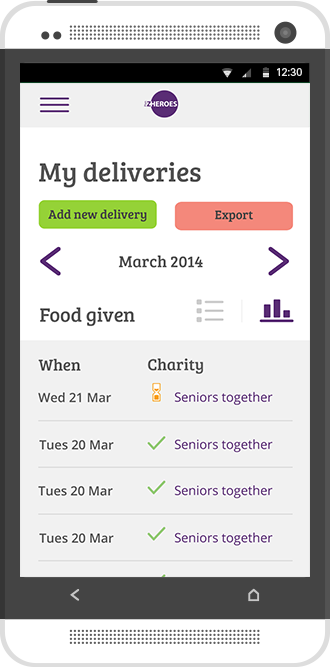 12:30
HEROES
My deliveries
Add new delivery Export
March 2014
Food given
When Charity
Wed 21 Mar Seniors together
Tues 20 Mar Seniors together
Tues 20 Mar Seniors together
Tues 20 Mar Seniors together